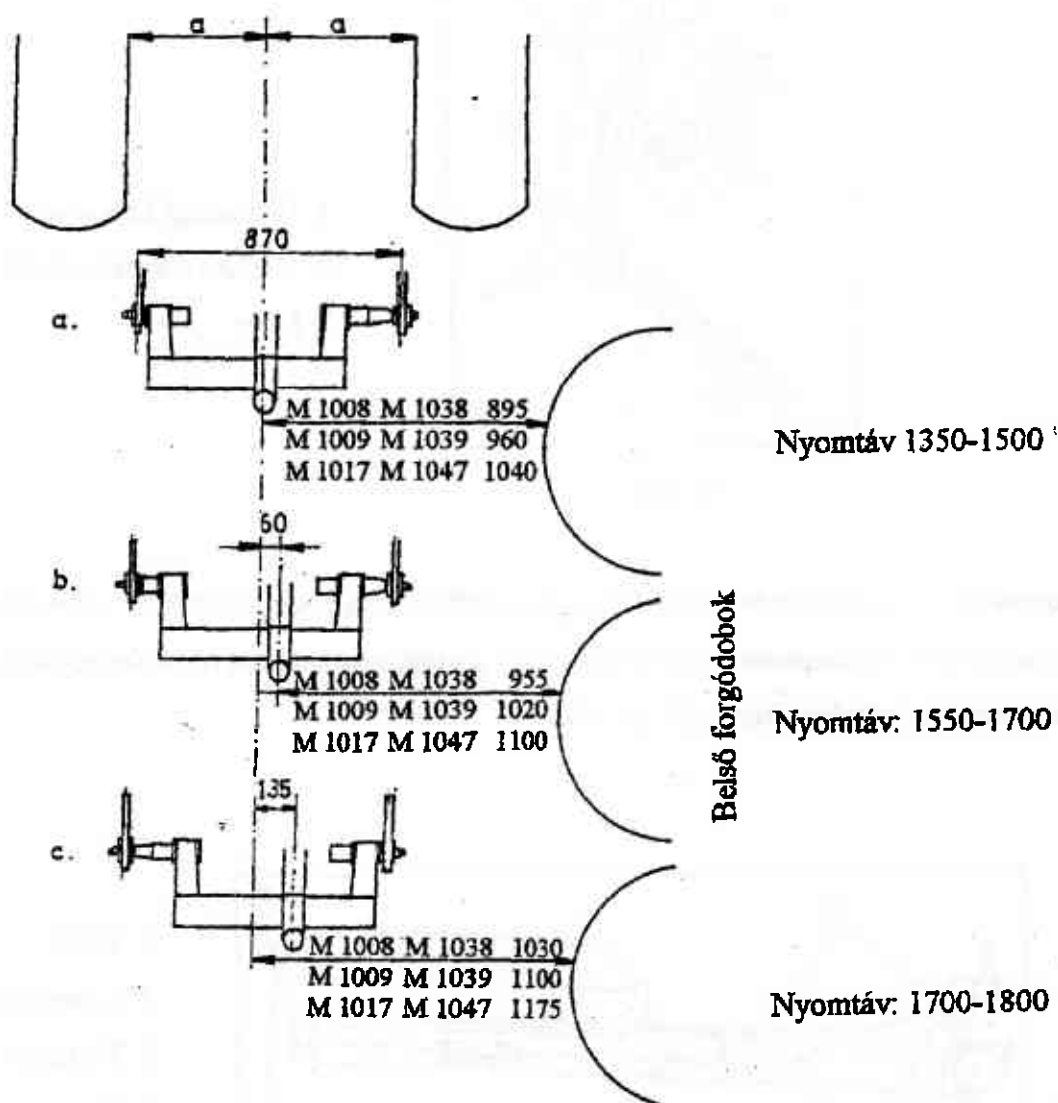 a a
870
a.
M 1008 M 1038 895
M 1009 M 1039 960
M 1017 M 1047 1040
Nyomtáv 1350-1500
60
b.
M 1008 M 1038 955
M 1009 M 1039 1020
M 1017 M 1047 1100
Belső forgódobok
Nyomtáv: 1550-1700
135
c.
M 1008 M 1038 1030
M 1009 M 1039 1100
M 1017 M 1047 1175
Nyomtáv: 1700-1800